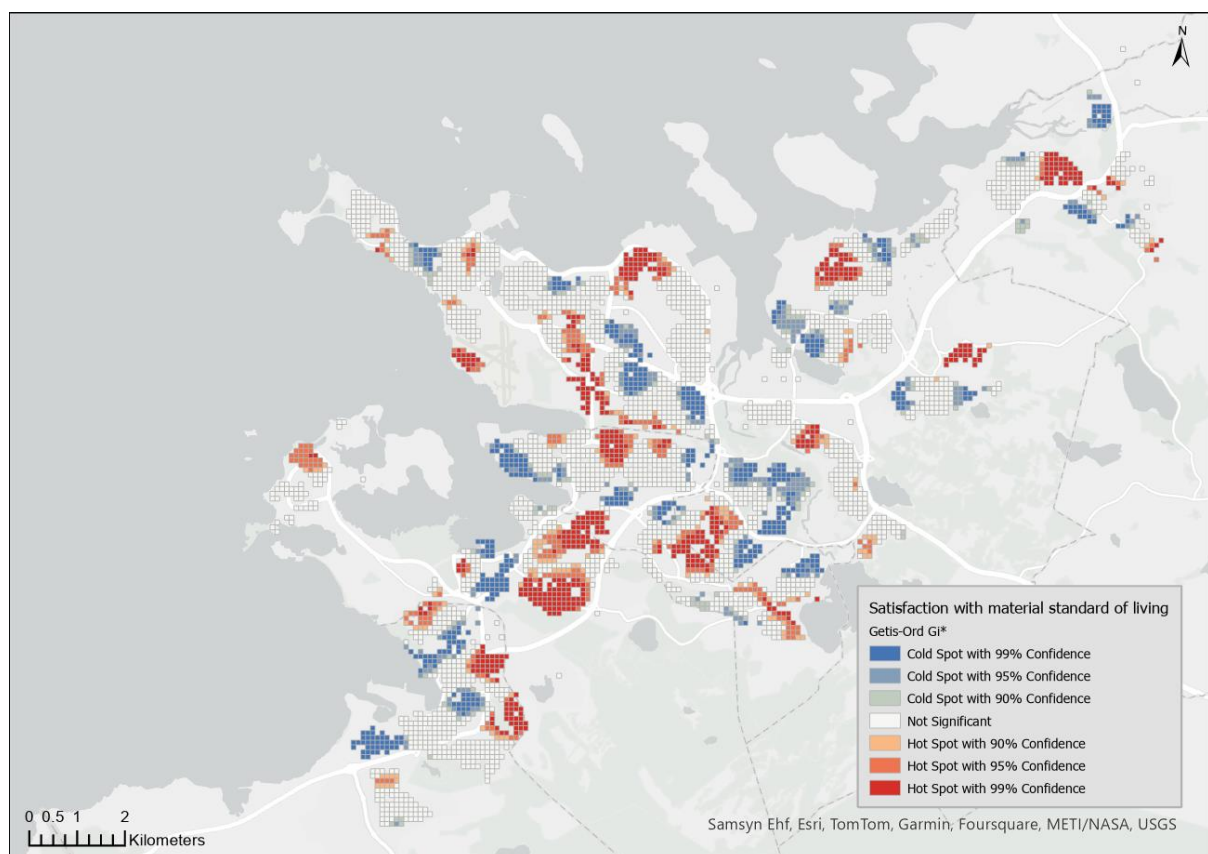 N
Satisfaction with material standard of living
Getis-Ord Gi*
Cold Spot with 99% Confidence
Cold Spot with 95% Confidence
Cold Spot with 90% Confidence
Not Significant
Hot Spot with 90% Confidence
Hot Spot with 95% Confidence
Hot Spot with 99% Confidence
0 0.5 1 2
Kilometers
Samsyn Ehf, Esri, TomTom, Garmin, Foursquare, METI/NASA, USGS